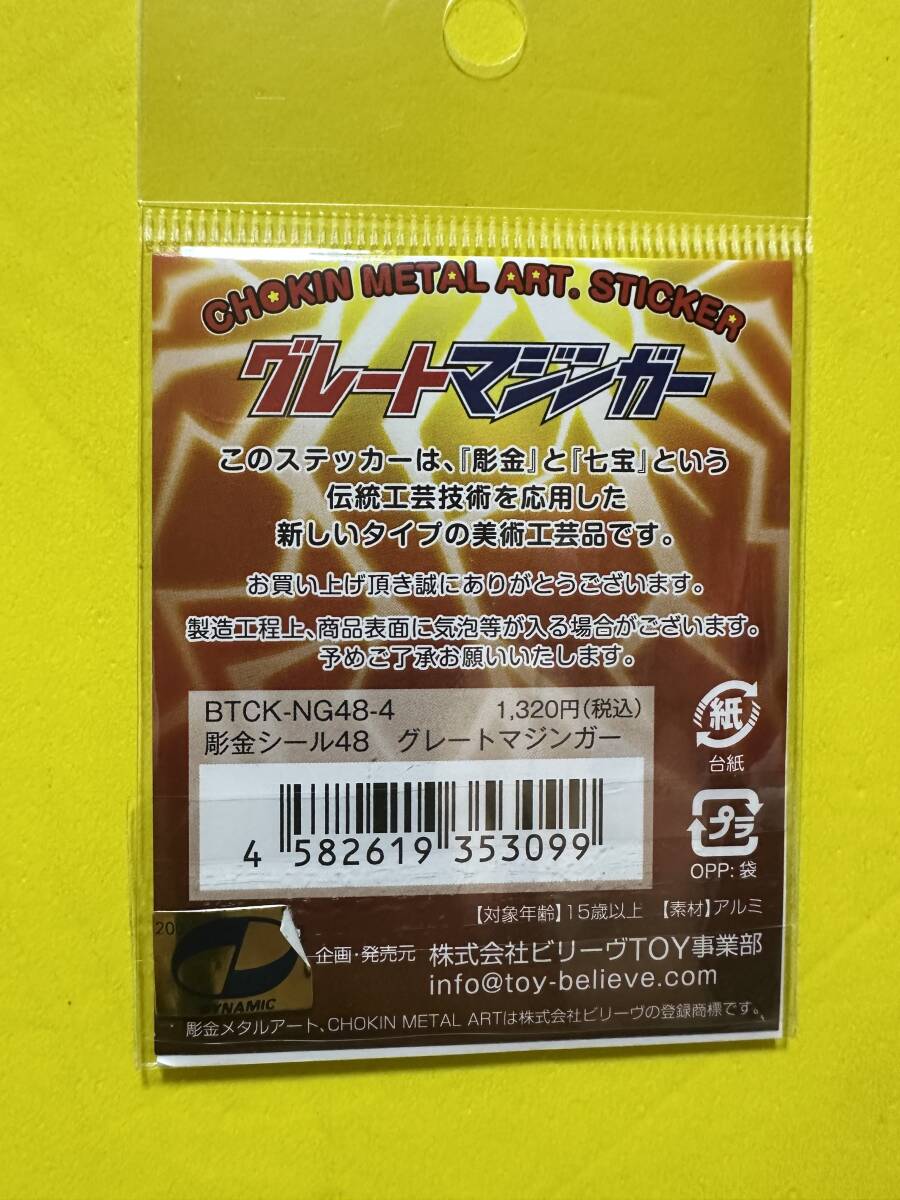 CHOKIN METAL ART. STICKER
グレートマジンガー
このステッカーは、『彫金』と『七宝』という
伝統工芸技術を応用した
新しいタイプの美術工芸品です。
お買い上げ頂き誠にありがとうございます。
製造工程上、商品表面に気泡等が入る場合がございます。
予めご了承お願いいたします。
BTCK-NG48-4 1,320円(税込)
彫金シール48 グレートマジンガー
4 582619 353099
紙
台紙
プラ
OPP:袋
【対象年齢】15歳以上 【素材】アルミ
企画・発売元 株式会社ビリーヴTOY事業部
info@toy-believe.com
DYNAMIC
彫金メタルアート、CHOKIN METAL ARTは株式会社ビリーヴの登録商標です。